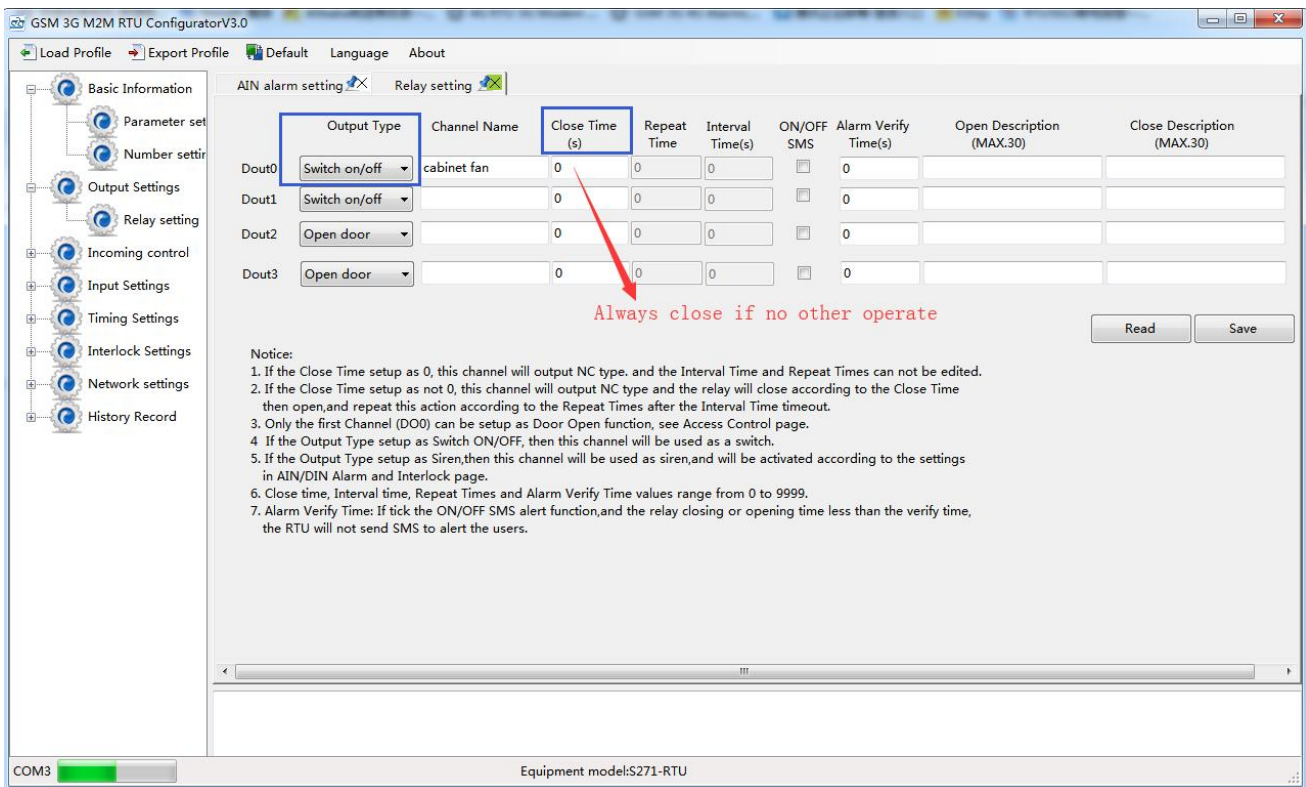 GSM 3G M2M RTU ConfiguratorV3.0
Load Profile Export Profile Default Language About
Basic Information
Parameter set
Number settir
Output Settings
Relay setting
Incoming control
Input Settings
Timing Settings
Interlock Settings
Network settings
History Record
AIN alarm setting Relay setting
Output Type Channel Name Close Time (s) Repeat Time Interval Time(s) ON/OFF SMS Alarm Verify Time(s) Open Description (MAX.30) Close Description (MAX.30)
Dout0 Switch on/off cabinet fan 0 0 0 0
Dout1 Switch on/off 0 0 0 0
Dout2 Open door 0 0 0 0
Dout3 Open door 0 0 0 0
Always close if no other operate
Read Save
Notice:
1. If the Close Time setup as 0, this channel will output NC type. and the Interval Time and Repeat Times can not be edited.
2. If the Close Time setup as not 0, this channel will output NC type and the relay will close according to the Close Time
then open,and repeat this action according to the Repeat Times after the Interval Time timeout.
3. Only the first Channel (DO0) can be setup as Door Open function, see Access Control page.
4 If the Output Type setup as Switch ON/OFF, then this channel will be used as a switch.
5. If the Output Type setup as Siren,then this channel will be used as siren,and will be activated according to the settings
in AIN/DIN Alarm and Interlock page.
6. Close time, Interval time, Repeat Times and Alarm Verify Time values range from 0 to 9999.
7. Alarm Verify Time: If tick the ON/OFF SMS alert function,and the relay closing or opening time less than the verify time,
the RTU will not send SMS to alert the users.
COM3 Equipment model:S271-RTU